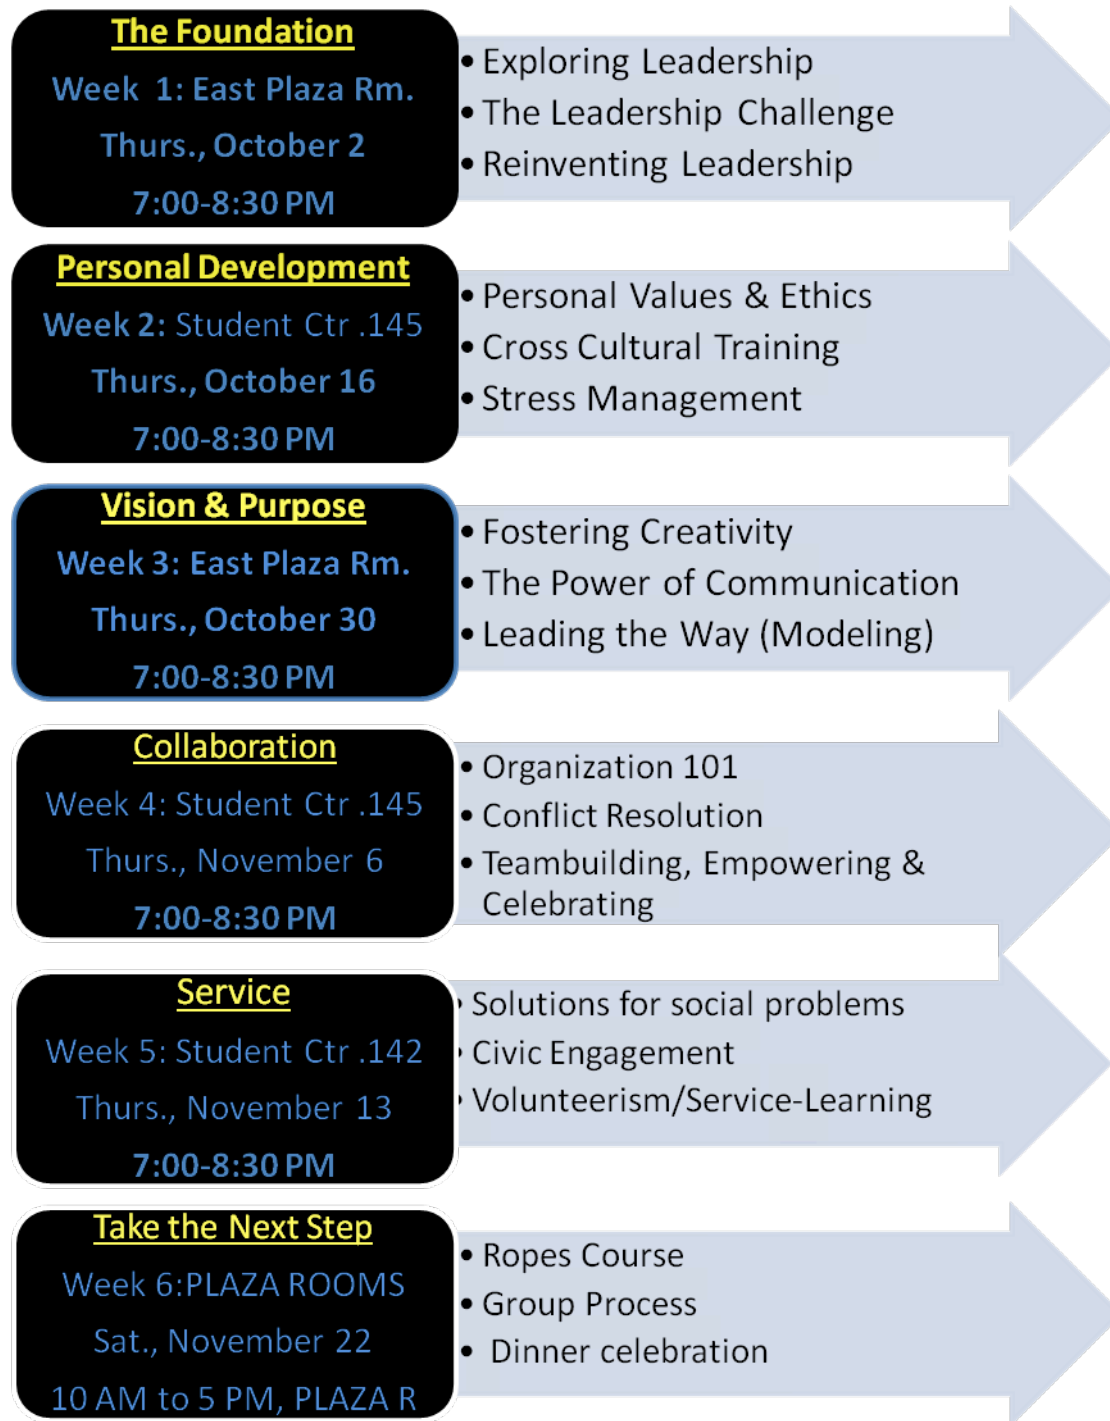 The Foundation
Week 1: East Plaza Rm.
Thurs., October 2
7:00-8:30 PM
• Exploring Leadership
• The Leadership Challenge
• Reinventing Leadership
Personal Development
Week 2: Student Ctr .145
Thurs., October 16
7:00-8:30 PM
• Personal Values & Ethics
• Cross Cultural Training
• Stress Management
Vision & Purpose
Week 3: East Plaza Rm.
Thurs., October 30
7:00-8:30 PM
• Fostering Creativity
• The Power of Communication
• Leading the Way (Modeling)
Collaboration
Week 4: Student Ctr .145
Thurs., November 6
7:00-8:30 PM
• Organization 101
• Conflict Resolution
• Teambuilding, Empowering &
Celebrating
Service
Week 5: Student Ctr .142
Thurs., November 13
7:00-8:30 PM
• Solutions for social problems
• Civic Engagement
• Volunteerism/Service-Learning
Take the Next Step
Week 6:PLAZA ROOMS
Sat., November 22
10 AM to 5 PM, PLAZA R
• Ropes Course
• Group Process
• Dinner celebration